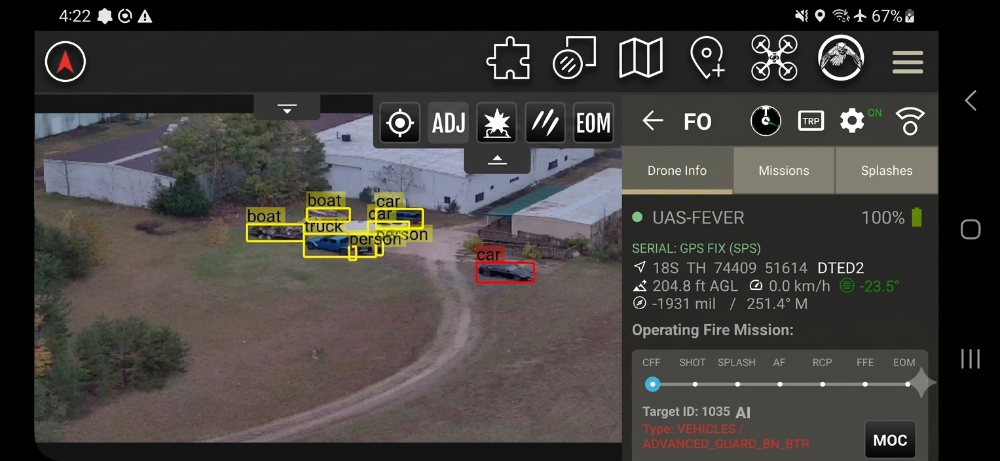 4:22
67%
ADJ
EOM
FO
TRP
ON
Drone Info
Missions
Splashes
boat
car
boat
car
truck
person
person
car
UAS-FEVER
100%
SERIAL: GPS FIX (SPS)
18S TH 74409 51614 DTED2
204.8 ft AGL 0.0 km/h -23.5°
-1931 mil / 251.4° M
Operating Fire Mission:
CFF SHOT SPLASH AF RCP FFE EOM
Target ID: 1035 AI
Type: VEHICLES /
ADVANCED_GUARD_BN_BTR
MOC